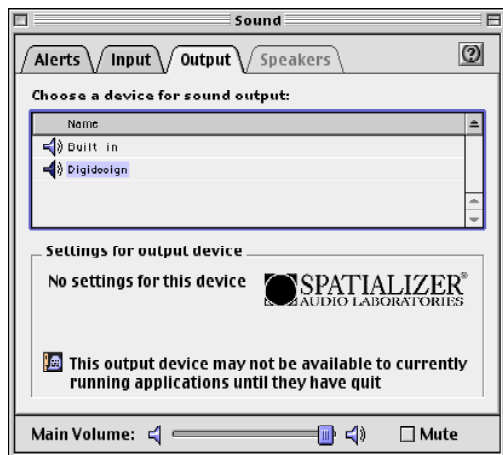 Sound
Alerts Input Output Speakers ?
Choose a device for sound output:
Name
Built in
Digidesign
Settings for output device
No settings for this device
SPATIALIZER®
AUDIO LABORATORIES
This output device may not be available to currently
running applications until they have quit
Main Volume: Mute